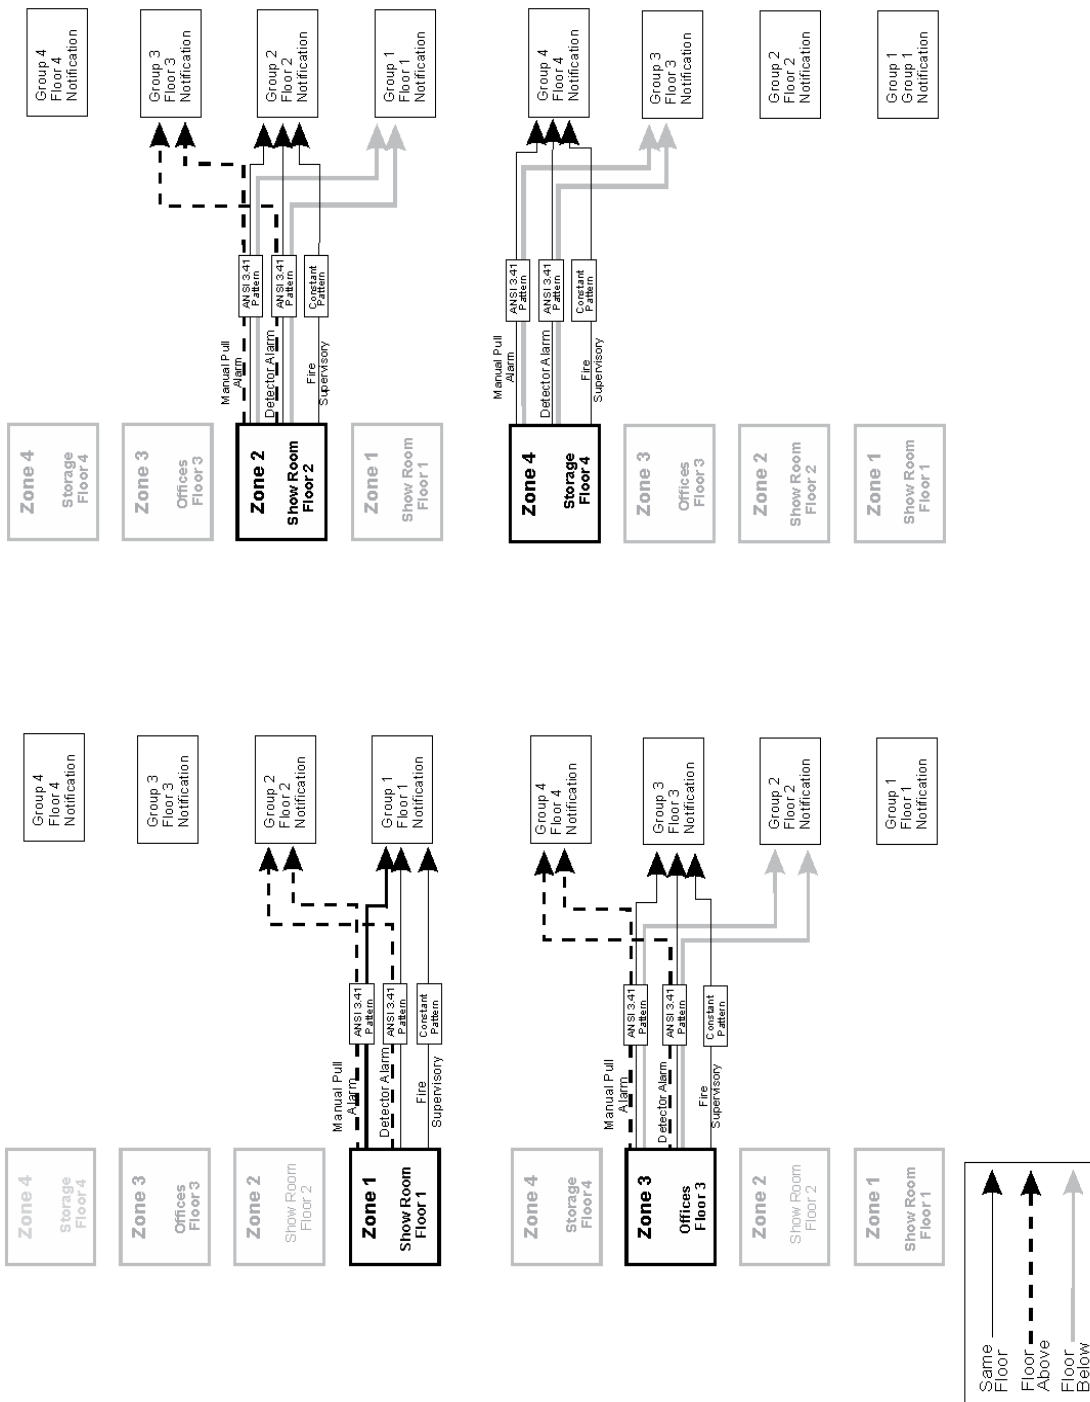 Group 4
Floor 4
Notification
Group 3
Floor 3
Notification
Group 2
Floor 2
Notification
Group 1
Floor 1
Notification
ANSI 3.41
Pattern
ANSI 3.41
Pattern
Constant
Pattern
Manual Pull
Alarm
Detector Alarm
Fire
Supervisory
Zone 4
Storage
Floor 4
Zone 3
Offices
Floor 3
Zone 2
Show Room
Floor 2
Zone 1
Show Room
Floor 1
Group 4
Floor 4
Notification
Group 3
Floor 3
Notification
Group 2
Floor 2
Notification
Group 1
Group 1
Notification
ANSI 3.41
Pattern
ANSI 3.41
Pattern
Constant
Pattern
Manual Pull
Alarm
Detector Alarm
Fire
Supervisory
Zone 4
Storage
Floor 4
Zone 3
Offices
Floor 3
Zone 2
Show Room
Floor 2
Zone 1
Show Room
Floor 1
Group 4
Floor 4
Notification
Group 3
Floor 3
Notification
Group 2
Floor 2
Notification
Group 1
Floor 1
Notification
ANSI 3.41
Pattern
ANSI 3.41
Pattern
Constant
Pattern
Manual Pull
Alarm
Detector Alarm
Fire
Supervisory
Zone 4
Storage
Floor 4
Zone 3
Offices
Floor 3
Zone 2
Show Room
Floor 2
Zone 1
Show Room
Floor 1
Group 4
Floor 4
Notification
Group 3
Floor 3
Notification
Group 2
Floor 2
Notification
Group 1
Floor 1
Notification
ANSI 3.41
Pattern
ANSI 3.41
Pattern
Constant
Pattern
Manual Pull
Alarm
Detector Alarm
Fire
Supervisory
Zone 4
Storage
Floor 4
Zone 3
Offices
Floor 3
Zone 2
Show Room
Floor 2
Zone 1
Show Room
Floor 1
Same
Floor
Floor
Above
Floor
Below